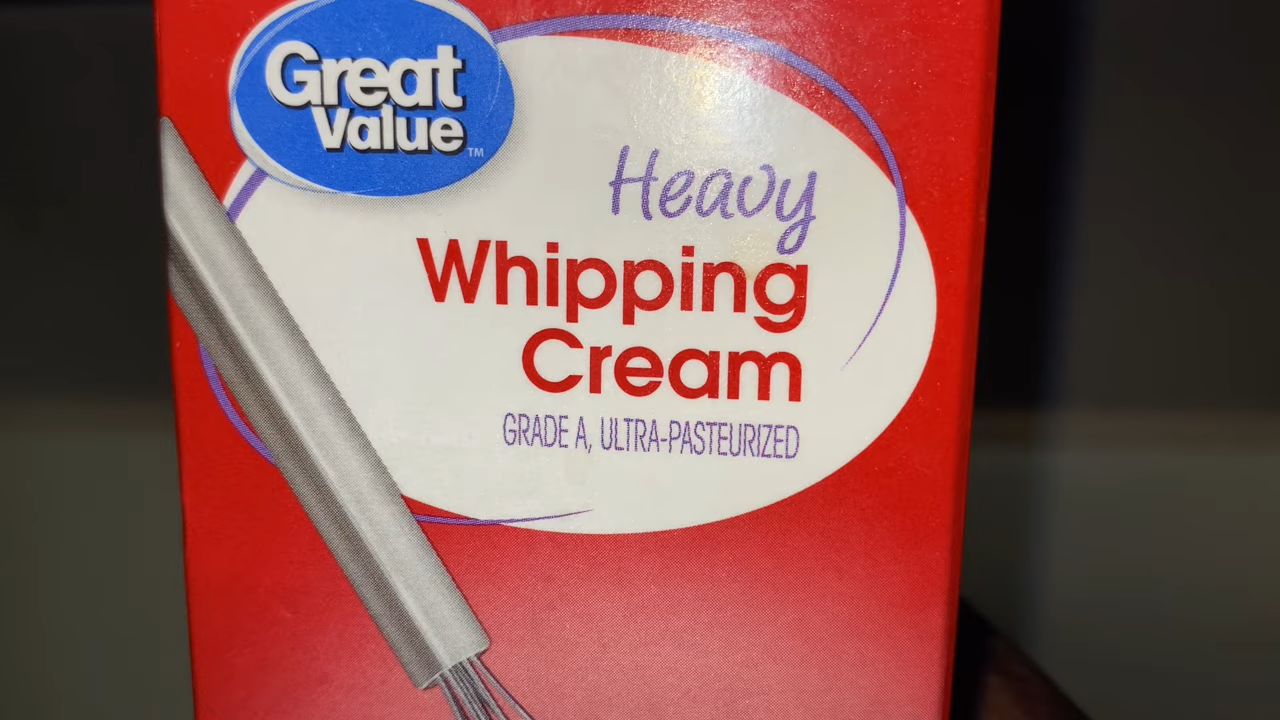 Great
Value
TM
Heavy
Whipping
Cream
GRADE A, ULTRA-PASTEURIZED